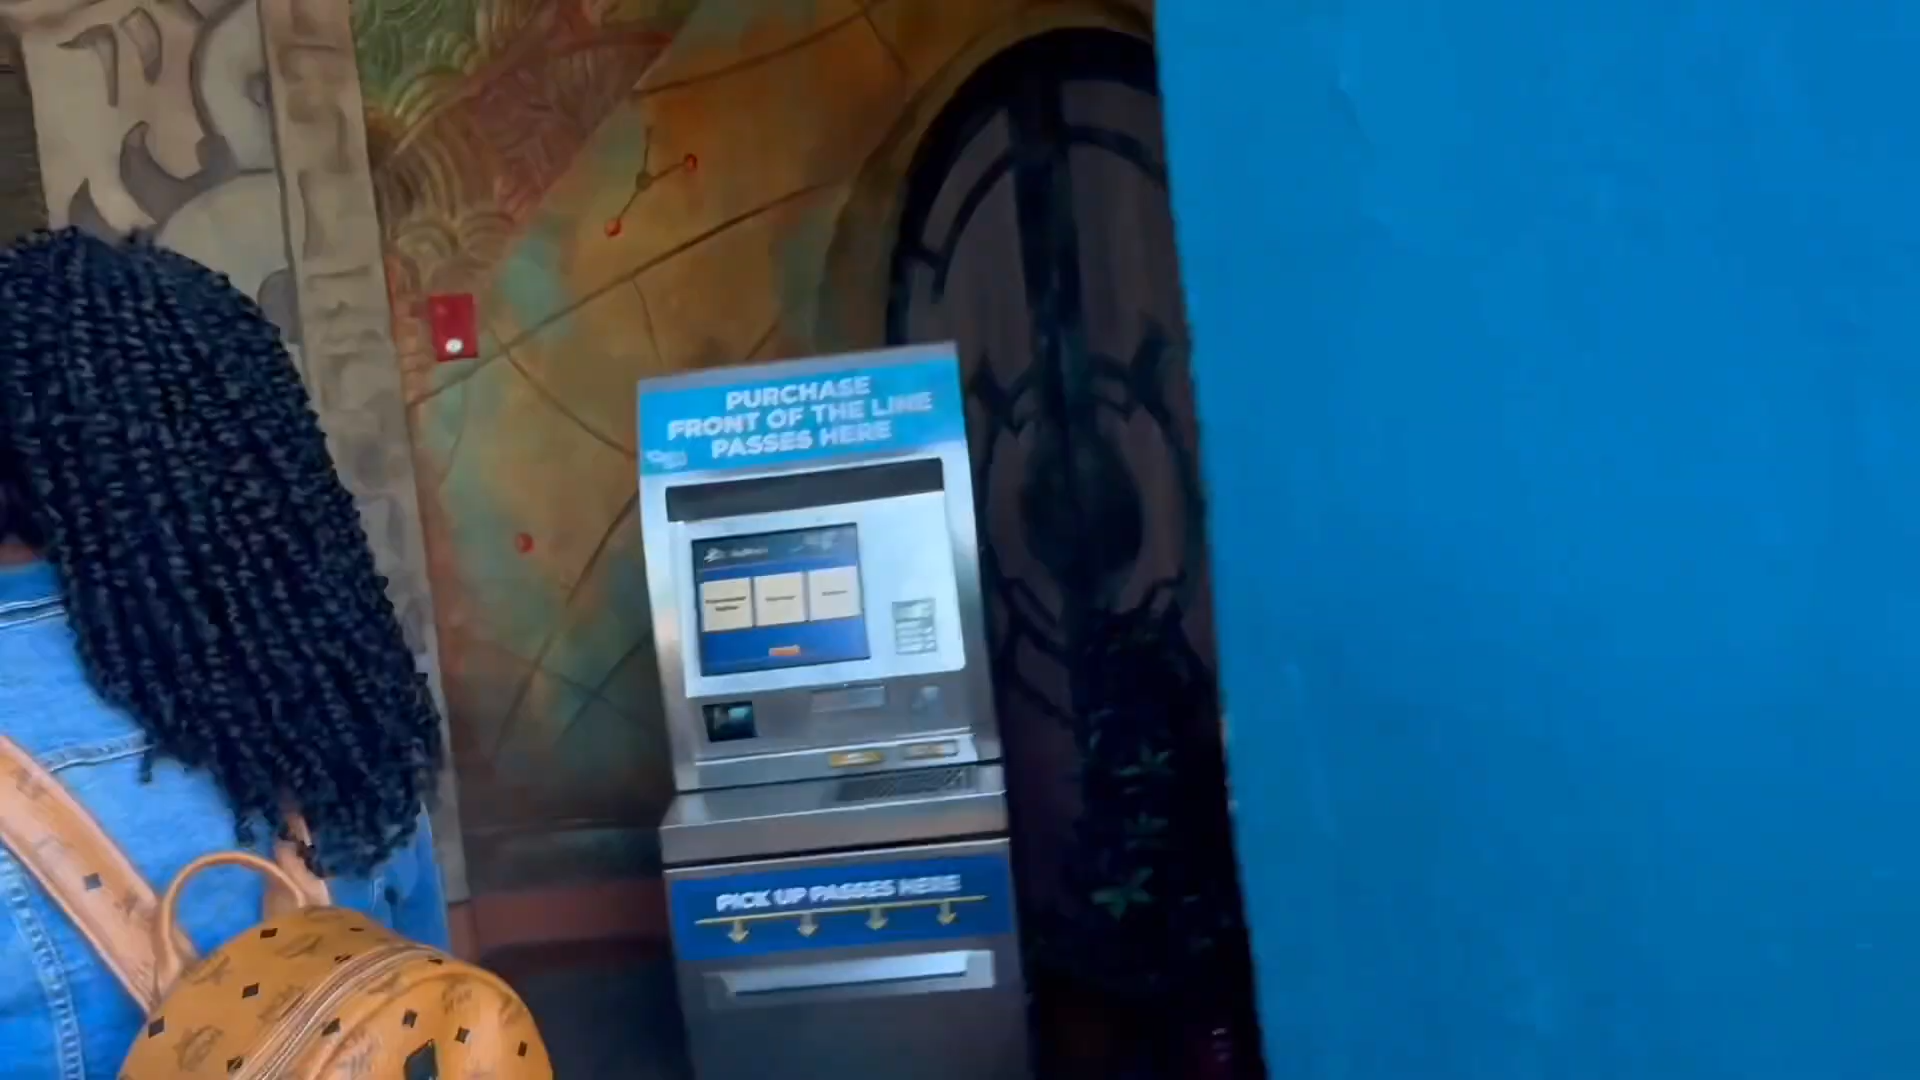 PURCHASE
FRONT OF THE LINE
PASSES HERE
PICK UP PASSES HERE